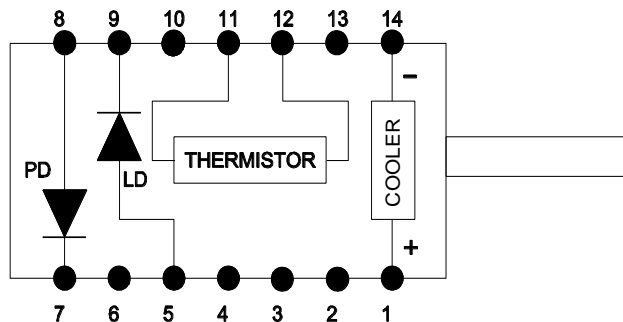 8 9 10 11 12 13 14
–
THERMISTOR
COOLER
PD
LD
+
7 6 5 4 3 2 1